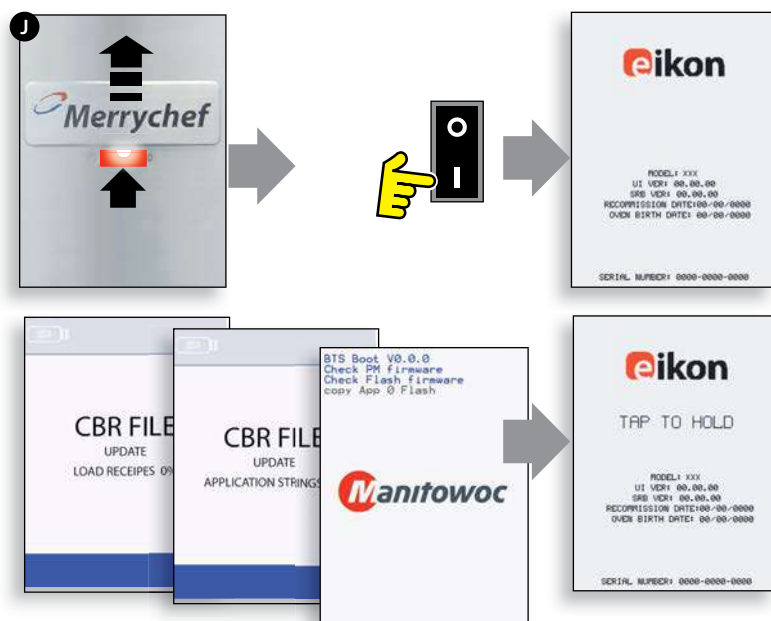 J
Merrychef
O
I
eikon
MODEL: XXX
UI VER: 00.00.00
SRB VER: 00.00.00
RECOMMISSION DATE:00/00/0000
OVEN BIRTH DATE: 00/00/0000
SERIAL NUMBER: 0000-0000-0000
CBR FILE
UPDATE
LOAD RECEIPES 0%
CBR FILE
UPDATE
APPLICATION STRINGS
BTS Boot V0.0.0
Check PM firmware
Check Flash firmware
copy App 0 Flash
Manitowoc
eikon
TAP TO HOLD
MODEL: XXX
UI VER: 00.00.00
SRB VER: 00.00.00
RECOMMISSION DATE:00/00/0000
OVEN BIRTH DATE: 00/00/0000
SERIAL NUMBER: 0000-0000-0000